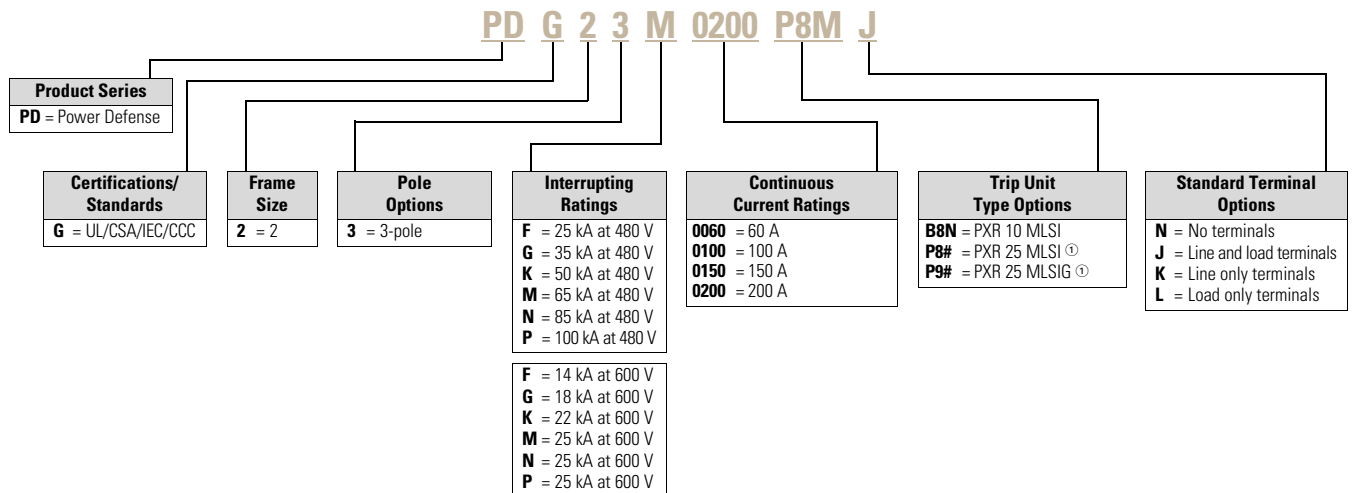 PD G 2 3 M 0200 P8M J
Product Series
PD = Power Defense
Certifications/
Standards
G = UL/CSA/IEC/CCC
Frame
Size
2 = 2
Pole
Options
3 = 3-pole
Interrupting
Ratings
F = 25 kA at 480 V
G = 35 kA at 480 V
K = 50 kA at 480 V
M = 65 kA at 480 V
N = 85 kA at 480 V
P = 100 kA at 480 V
F = 14 kA at 600 V
G = 18 kA at 600 V
K = 22 kA at 600 V
M = 25 kA at 600 V
N = 25 kA at 600 V
P = 25 kA at 600 V
Continuous
Current Ratings
0060 = 60 A
0100 = 100 A
0150 = 150 A
0200 = 200 A
Trip Unit
Type Options
B8N = PXR 10 MLSI
P8# = PXR 25 MLSI ①
P9# = PXR 25 MLSIG ①
Standard Terminal
Options
N = No terminals
J = Line and load terminals
K = Line only terminals
L = Load only terminals